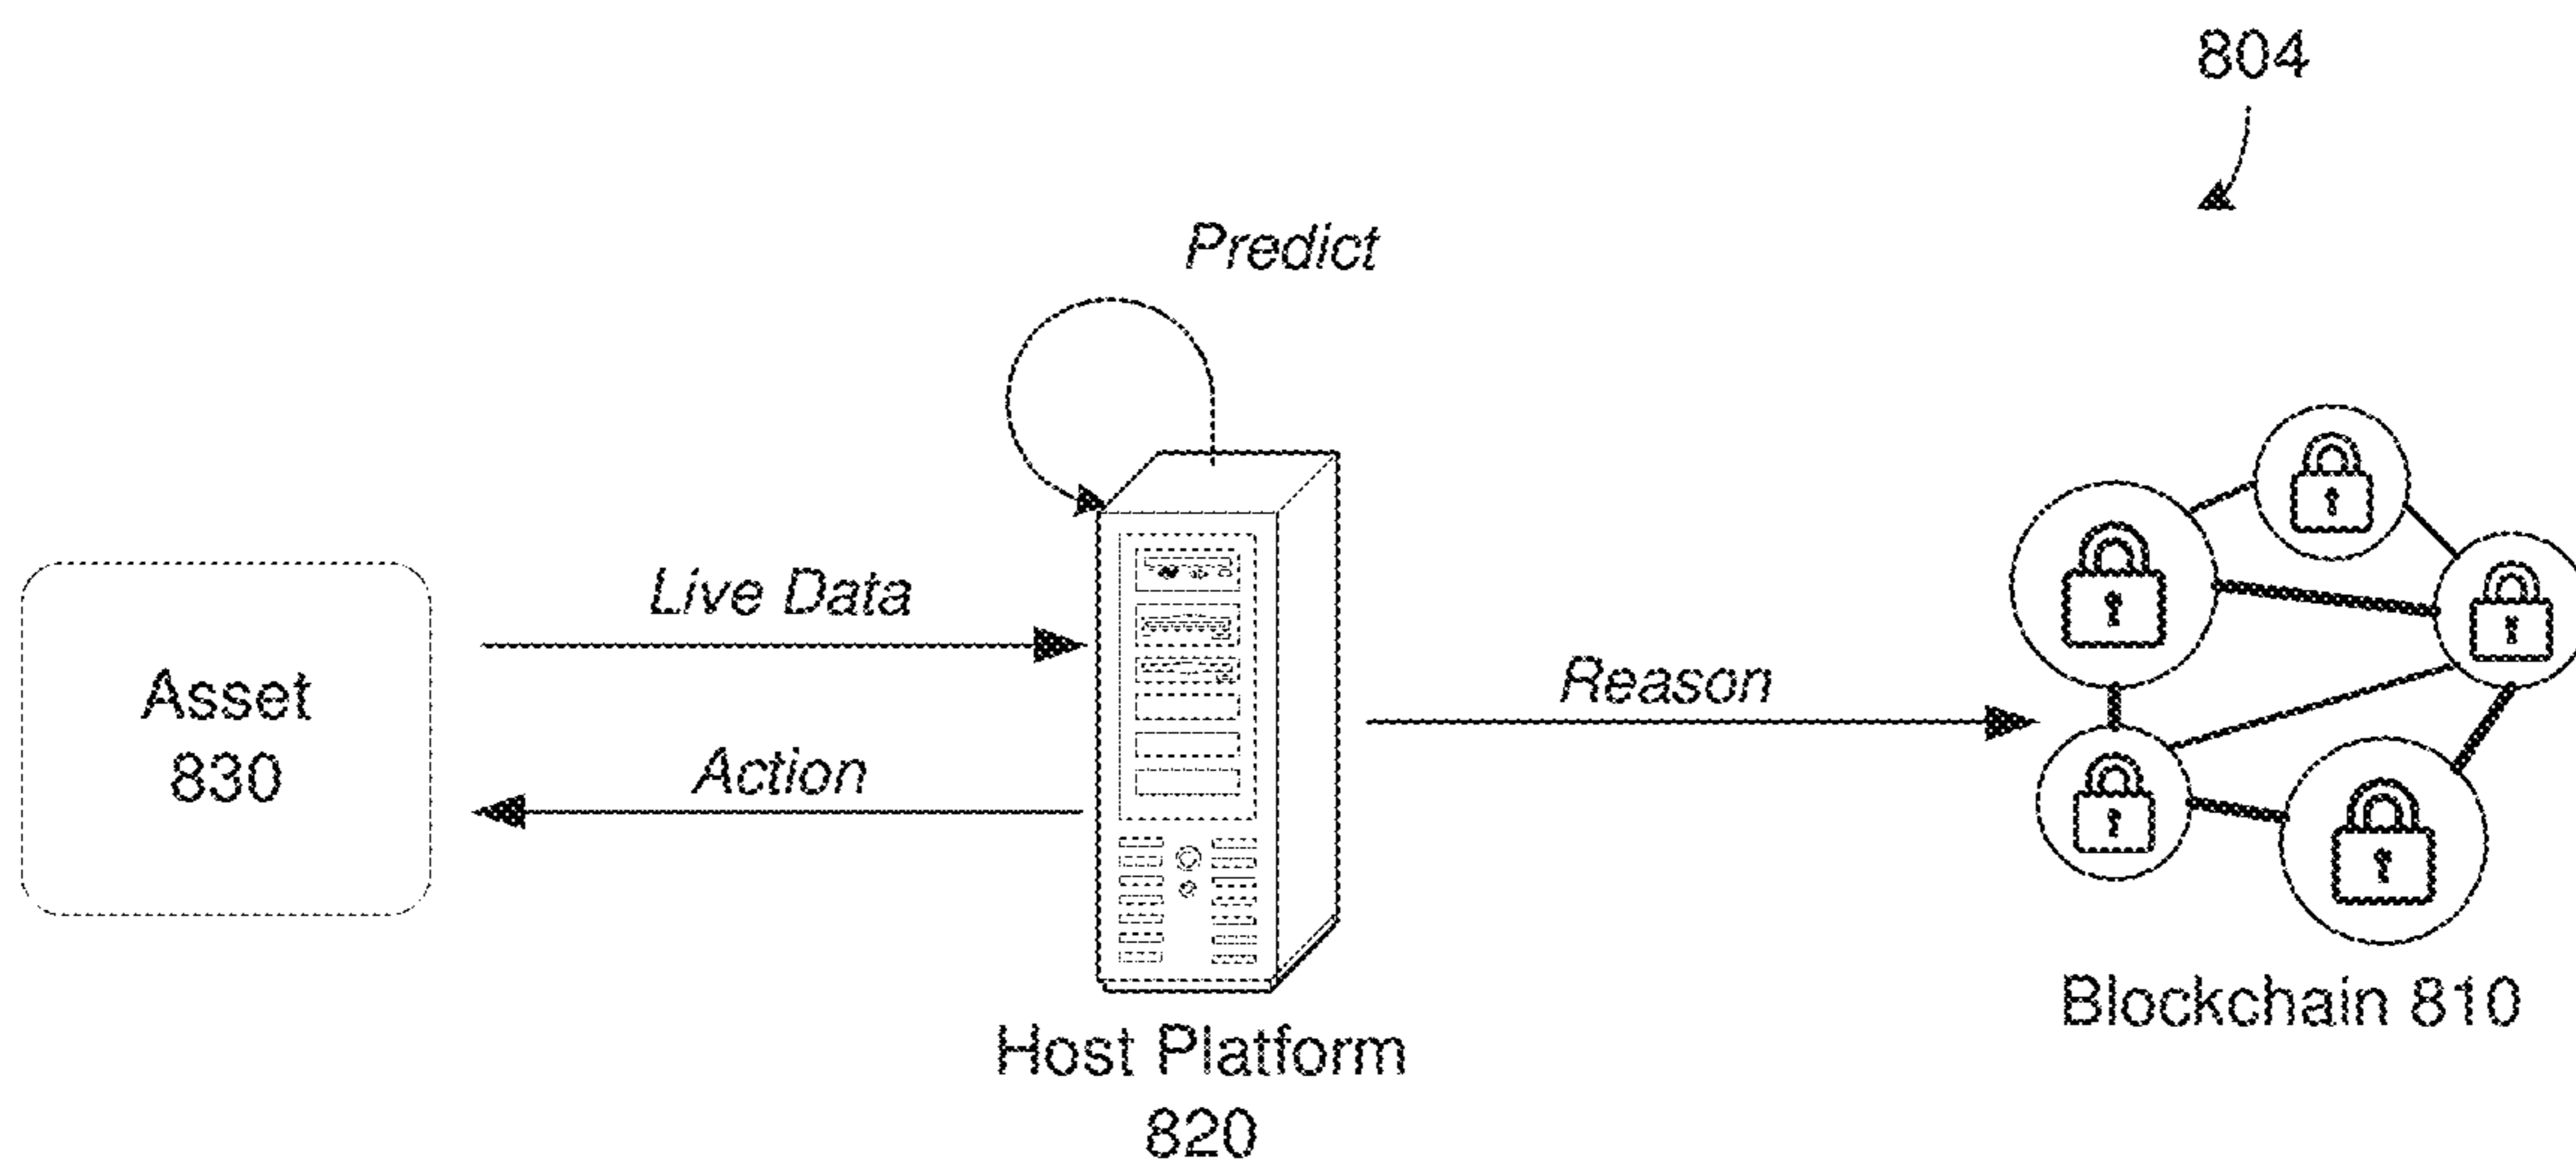 804
Predict
Live Data
Asset
830
Action
Reason
Blockchain 810
Host Platform
820